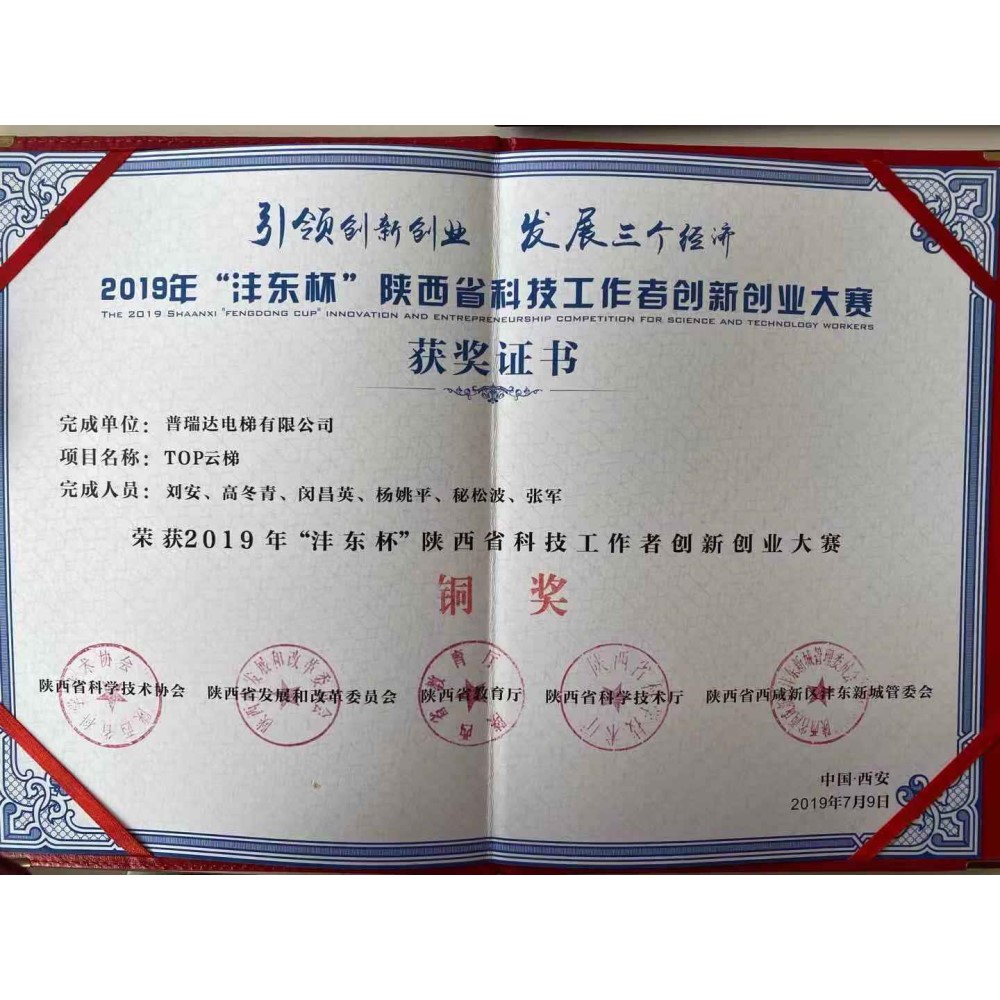 引领创新创业 发展三个经济
2019年“沣东杯”陕西省科技工作者创新创业大赛
THE 2019 SHAANXI "FENGDONG CUP" INNOVATION AND ENTREPRENEURSHIP COMPETITION FOR SCIENCE AND TECHNOLOGY WORKERS
获奖证书
完成单位：普瑞达电梯有限公司
项目名称：TOP云梯
完成人员：刘安、高冬青、闵昌英、杨姚平、秘松波、张军
荣获2019年“沣东杯”陕西省科技工作者创新创业大赛
铜 奖
陕西省科学技术协会 陕西省发展和改革委员会 陕西省教育厅 陕西省科学技术厅 陕西省西咸新区沣东新城管委会
中国·西安
2019年7月9日